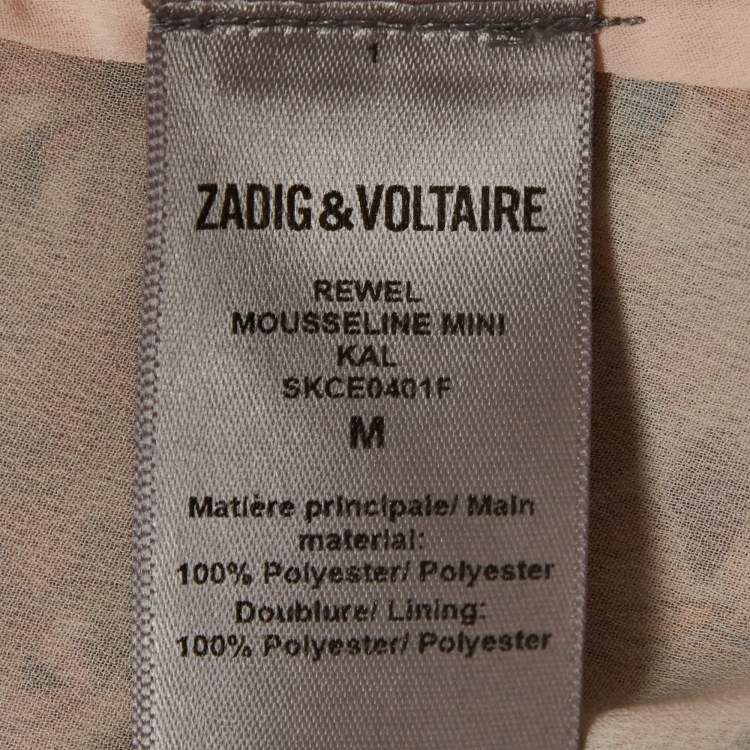 1
ZADIG&VOLTAIRE
REWEL
MOUSSELINE MINI
KAL
SKCE0401F
M
Matière principale/ Main
material:
100% Polyester/ Polyester
Doublure/ Lining:
100% Polyester/ Polyester